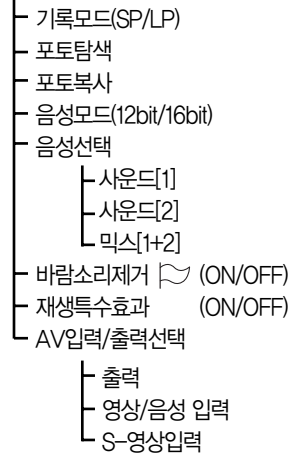 기록모드(SP/LP)
포토탐색
포토복사
음성모드(12bit/16bit)
음성선택
사운드[1]
사운드[2]
믹스[1+2]
바람소리제거 (ON/OFF)
재생특수효과 (ON/OFF)
AV입력/출력선택
출력
영상/음성 입력
S-영상입력